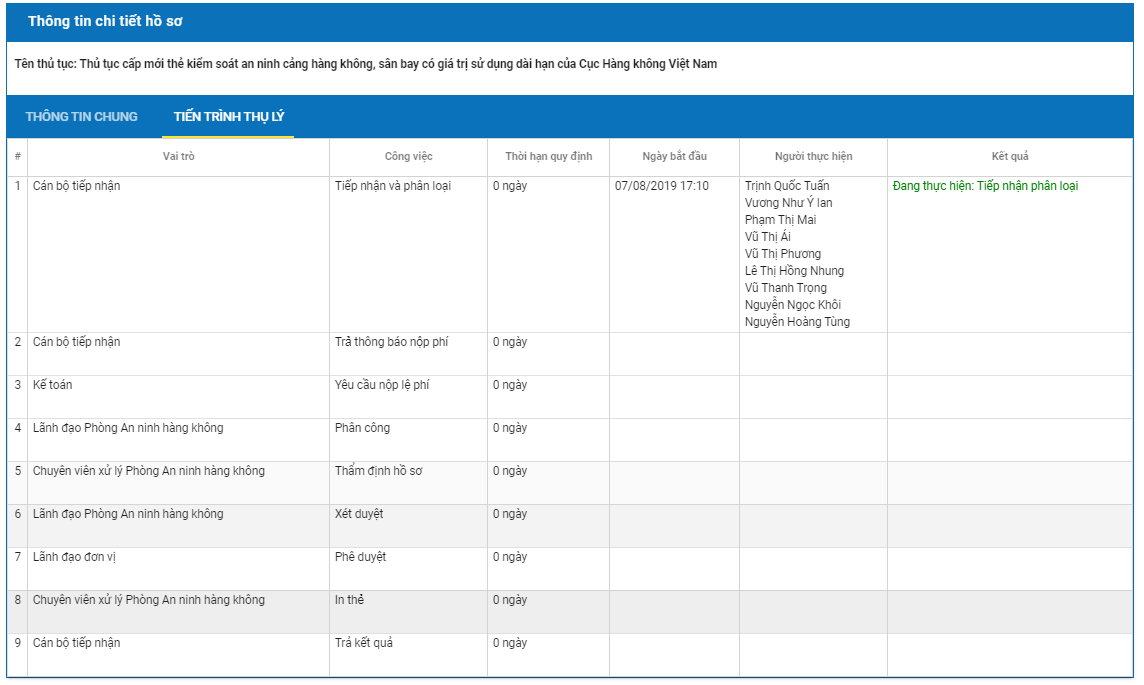 Thông tin chi tiết hồ sơ
Tên thủ tục: Thủ tục cấp mới thẻ kiểm soát an ninh cảng hàng không, sân bay có giá trị sử dụng dài hạn của Cục Hàng không Việt Nam
THÔNG TIN CHUNG TIẾN TRÌNH THỤ LÝ
# Vai trò Công việc Thời hạn quy định Ngày bắt đầu Người thực hiện Kết quả
1 Cán bộ tiếp nhận Tiếp nhận và phân loại 0 ngày 07/08/2019 17:10 Trịnh Quốc Tuấn Đang thực hiện: Tiếp nhận phân loại
Vương Như Ý lan
Phạm Thị Mai
Vũ Thị Ái
Vũ Thị Phương
Lê Thị Hồng Nhung
Vũ Thanh Trọng
Nguyễn Ngọc Khôi
Nguyễn Hoàng Tùng
2 Cán bộ tiếp nhận Trả thông báo nộp phí 0 ngày
3 Kế toán Yêu cầu nộp lệ phí 0 ngày
4 Lãnh đạo Phòng An ninh hàng không Phân công 0 ngày
5 Chuyên viên xử lý Phòng An ninh hàng không Thẩm định hồ sơ 0 ngày
6 Lãnh đạo Phòng An ninh hàng không Xét duyệt 0 ngày
7 Lãnh đạo đơn vị Phê duyệt 0 ngày
8 Chuyên viên xử lý Phòng An ninh hàng không In thẻ 0 ngày
9 Cán bộ tiếp nhận Trả kết quả 0 ngày